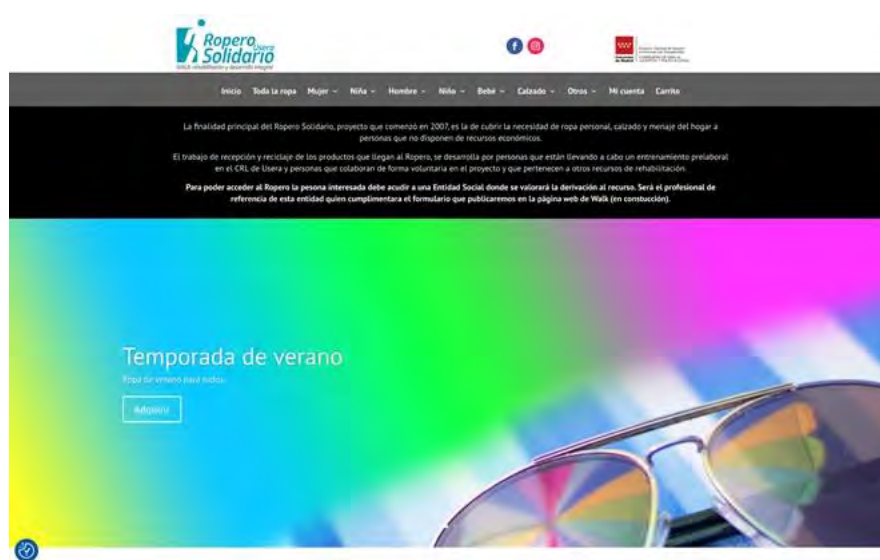 Ropero
Usera
Solidario
WALK rehabilitación y desarrollo integral
Comunidad
de Madrid
Inicio Toda la ropa Mujer Niña Hombre Niño Bebé Calzado Otros Mi cuenta Carrito
La finalidad principal del Ropero Solidario, proyecto que comenzó en 2007, es la de cubrir la necesidad de ropa personal, calzado y menaje del hogar a
personas que no disponen de recursos económicos.
El trabajo de recepción y reciclaje de los productos que llegan al Ropero, se desarrolla por personas que están llevando a cabo un entrenamiento prelaboral
en el CRL de Usera y personas que colaboran de forma voluntaria en el proyecto y que pertenecen a otros recursos de rehabilitación.
Para poder acceder al Ropero la pesona interesada debe acudir a una Entidad Social donde se valorará la derivación al recurso. Será el profesional de
referencia de esta entidad quien cumplimentara el formulario que publicaremos en la página web de Walk (en constucción).
Temporada de verano
Ropa de verano para todos.
Adquirir